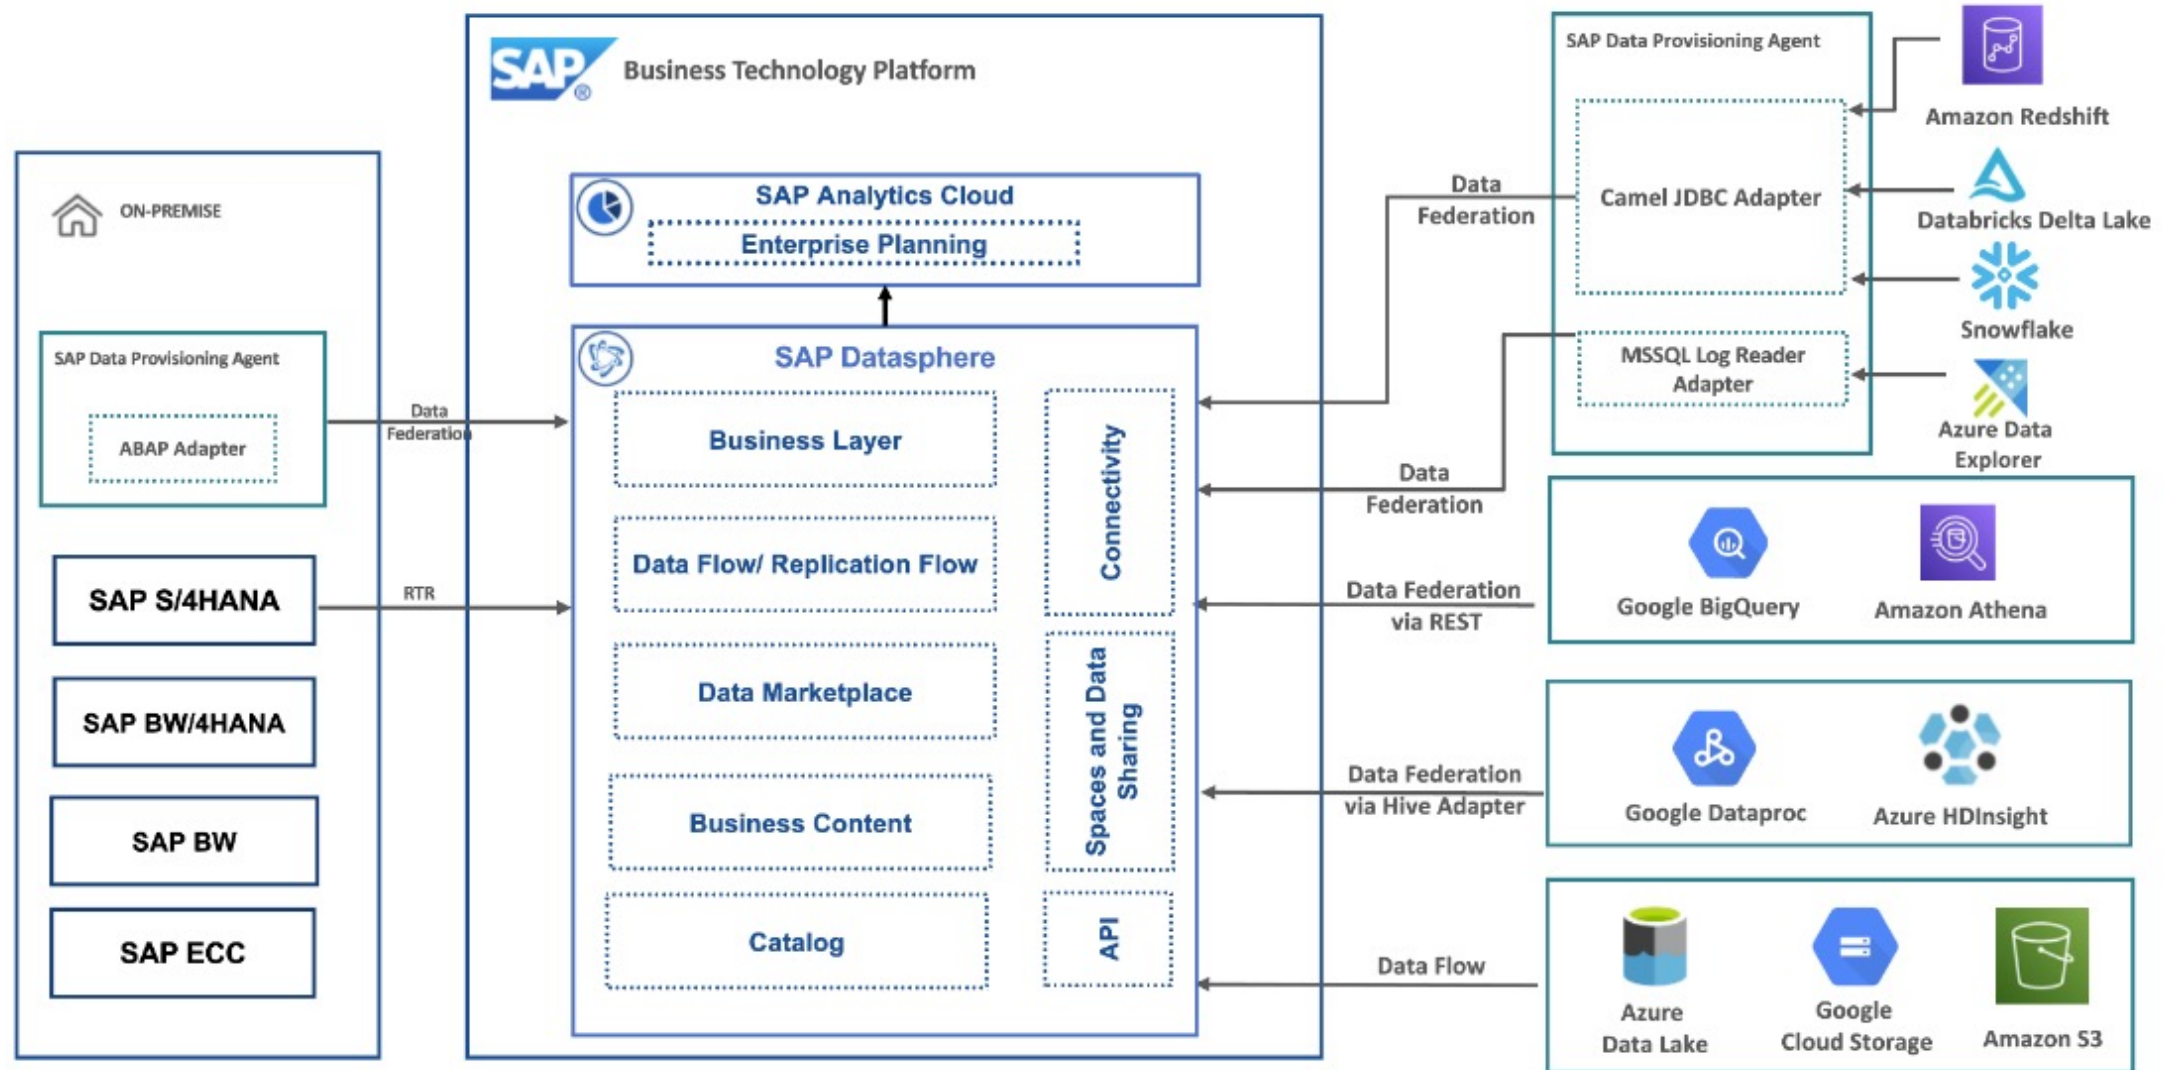 SAP®
Business Technology Platform
ON-PREMISE
SAP Data Provisioning Agent
ABAP Adapter
SAP S/4HANA
SAP BW/4HANA
SAP BW
SAP ECC
Data
Federation
RTR
SAP Analytics Cloud
Enterprise Planning
SAP Datasphere
Business Layer
Data Flow/ Replication Flow
Data Marketplace
Business Content
Catalog
Connectivity
Spaces and Data
Sharing
API
Data
Federation
Data
Federation
Data Federation
via REST
Data Federation
via Hive Adapter
Data Flow
SAP Data Provisioning Agent
Camel JDBC Adapter
MSSQL Log Reader
Adapter
Amazon Redshift
Databricks Delta Lake
Snowflake
Azure Data
Explorer
Google BigQuery
Amazon Athena
Google Dataproc
Azure HDInsight
Azure
Data Lake
Google
Cloud Storage
Amazon S3